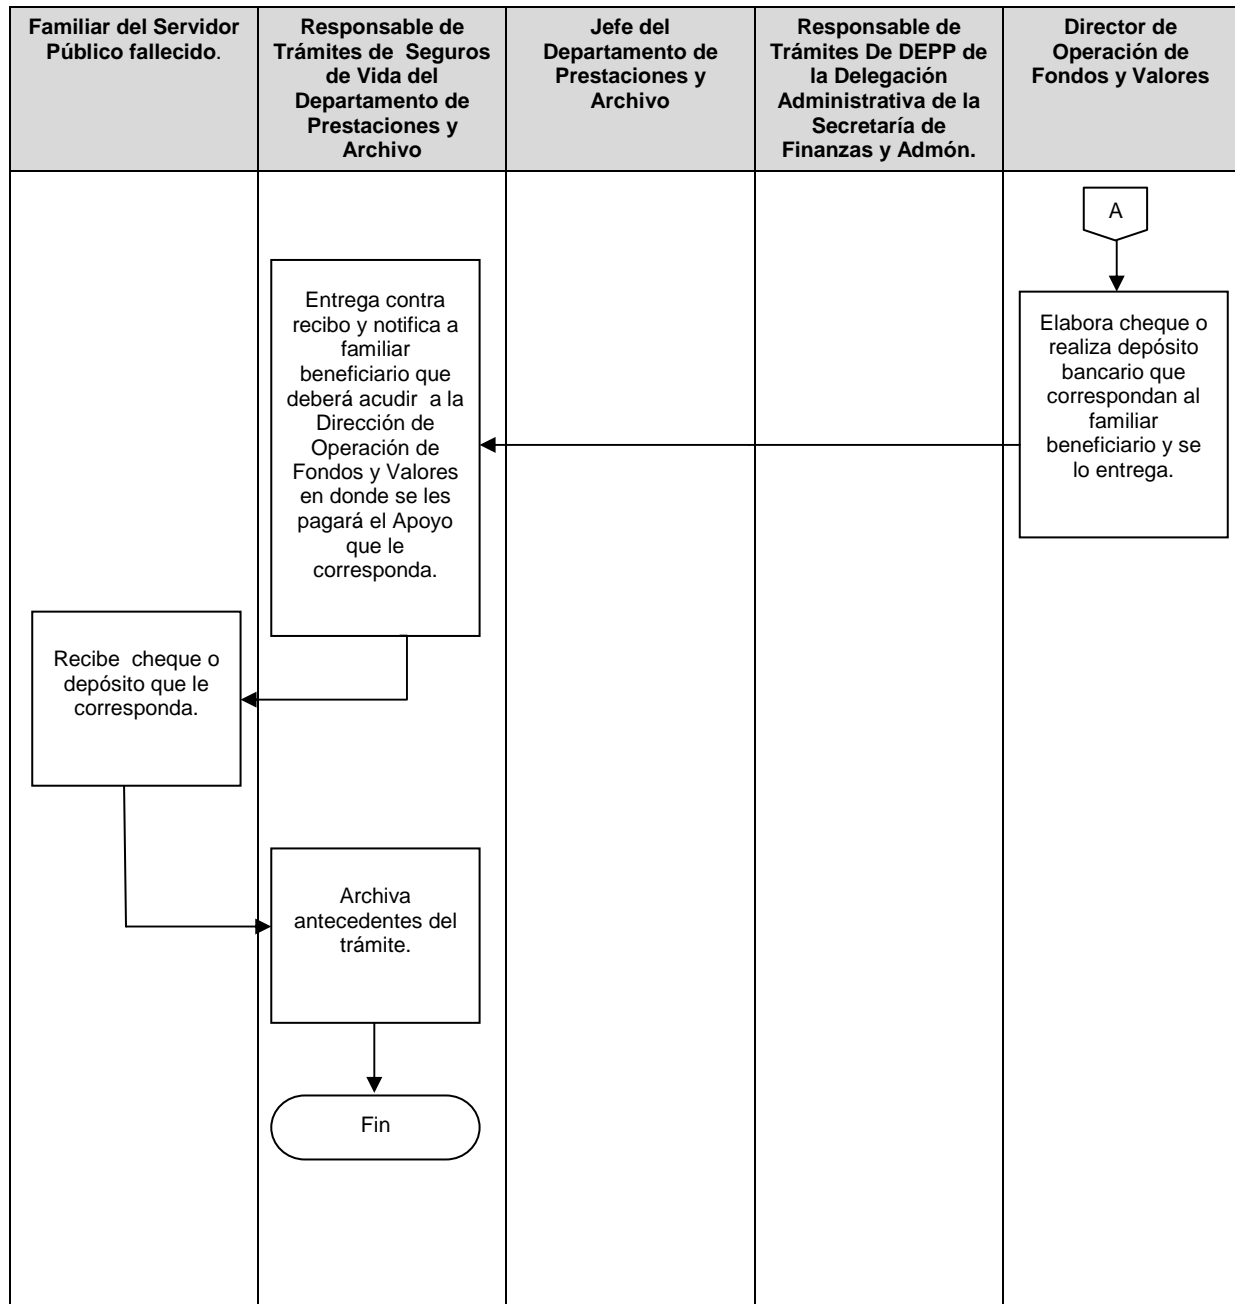 Familiar del Servidor
Público fallecido.
Responsable de
Trámites de Seguros
de Vida del
Departamento de
Prestaciones y
Archivo
Jefe del
Departamento de
Prestaciones y
Archivo
Responsable de
Trámites De DEPP de
la Delegación
Administrativa de la
Secretaría de
Finanzas y Admón.
Director de
Operación de
Fondos y Valores
A
Elabora cheque o
realiza depósito
bancario que
correspondan al
familiar
beneficiario y se
lo entrega.
Entrega contra
recibo y notifica a
familiar
beneficiario que
deberá acudir a la
Dirección de
Operación de
Fondos y Valores
en donde se les
pagará el Apoyo
que le
corresponda.
Recibe cheque o
depósito que le
corresponda.
Archiva
antecedentes del
trámite.
Fin